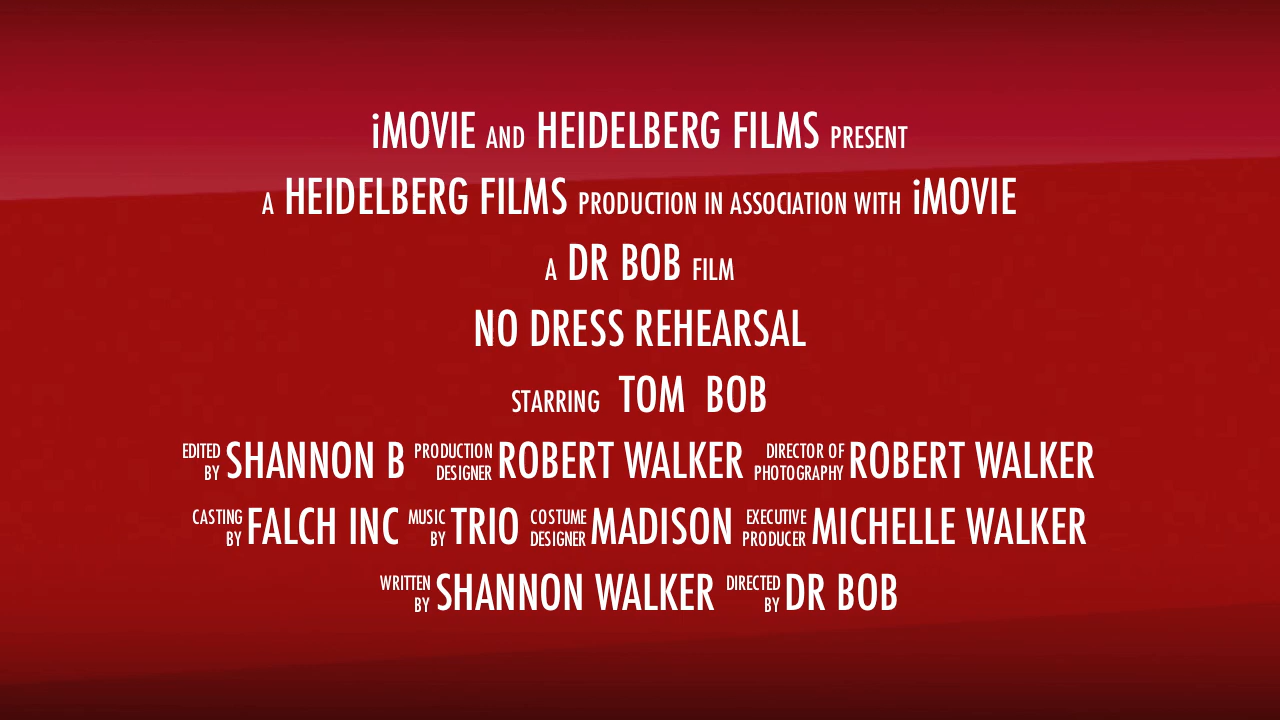 iMOVIE AND HEIDELBERG FILMS PRESENT
A HEIDELBERG FILMS PRODUCTION IN ASSOCIATION WITH iMOVIE
A DR BOB FILM
NO DRESS REHEARSAL
STARRING TOM BOB
EDITED BY SHANNON B PRODUCTION DESIGNER ROBERT WALKER DIRECTOR OF PHOTOGRAPHY ROBERT WALKER
CASTING BY FALCH INC MUSIC BY TRIO COSTUME DESIGNER MADISON EXECUTIVE PRODUCER MICHELLE WALKER
WRITTEN BY SHANNON WALKER DIRECTED BY DR BOB